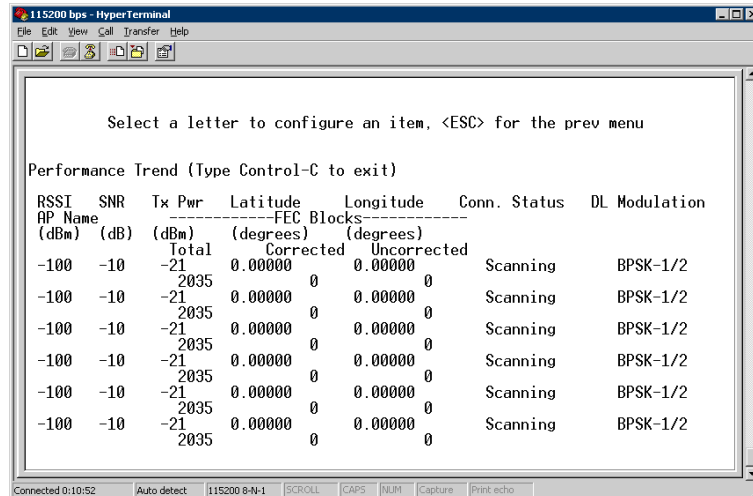 115200 bps - HyperTerminal
File Edit View Call Transfer Help
Select a letter to configure an item, <ESC> for the prev menu
Performance Trend (Type Control-C to exit)
RSSI SNR Tx Pwr Latitude Longitude Conn. Status DL Modulation
AP Name ------------FEC Blocks------------
(dBm) (dB) (dBm) (degrees) (degrees)
Total Corrected Uncorrected
-100 -10 -21 0.00000 0.00000 Scanning BPSK-1/2
2035 0 0
-100 -10 -21 0.00000 0.00000 Scanning BPSK-1/2
2035 0 0
-100 -10 -21 0.00000 0.00000 Scanning BPSK-1/2
2035 0 0
-100 -10 -21 0.00000 0.00000 Scanning BPSK-1/2
2035 0 0
-100 -10 -21 0.00000 0.00000 Scanning BPSK-1/2
2035 0 0
-100 -10 -21 0.00000 0.00000 Scanning BPSK-1/2
2035 0 0
Connected 0:10:52 Auto detect 115200 8-N-1 SCROLL CAPS NUM Capture Print echo